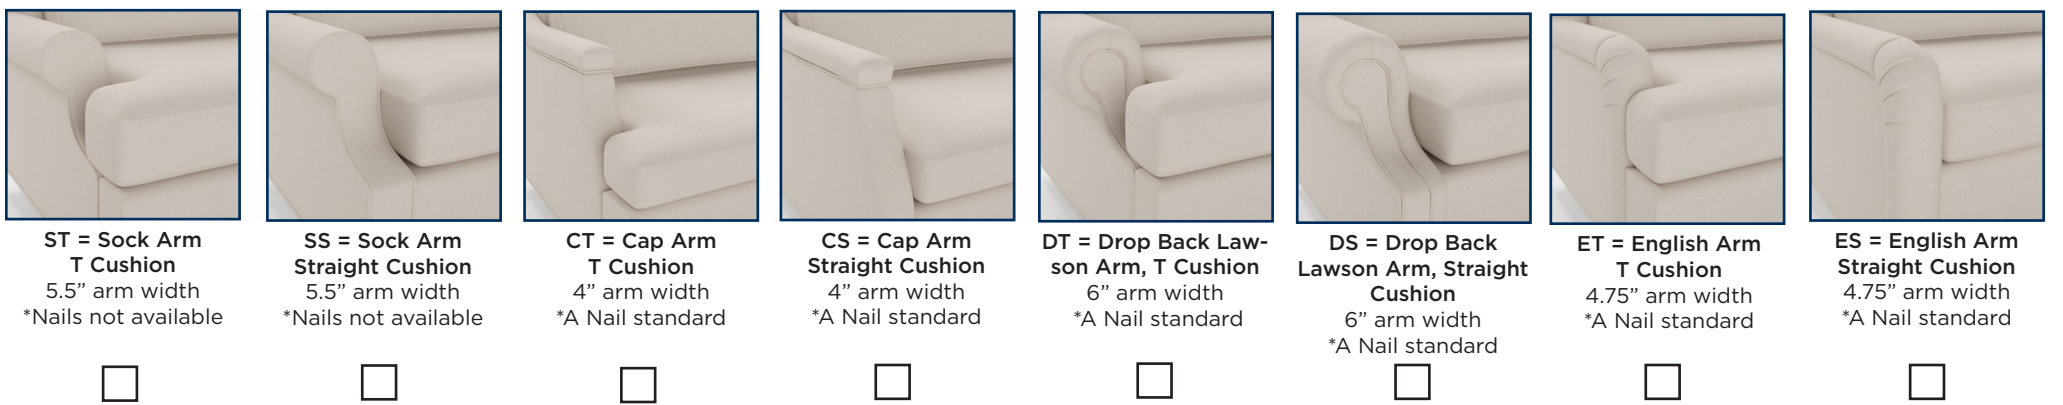 ST = Sock Arm
T Cushion
5.5” arm width
*Nails not available
SS = Sock Arm
Straight Cushion
5.5” arm width
*Nails not available
CT = Cap Arm
T Cushion
4” arm width
*A Nail standard
CS = Cap Arm
Straight Cushion
4” arm width
*A Nail standard
DT = Drop Back Law-
son Arm, T Cushion
6” arm width
*A Nail standard
DS = Drop Back
Lawson Arm, Straight
Cushion
6” arm width
*A Nail standard
ET = English Arm
T Cushion
4.75” arm width
*A Nail standard
ES = English Arm
Straight Cushion
4.75” arm width
*A Nail standard